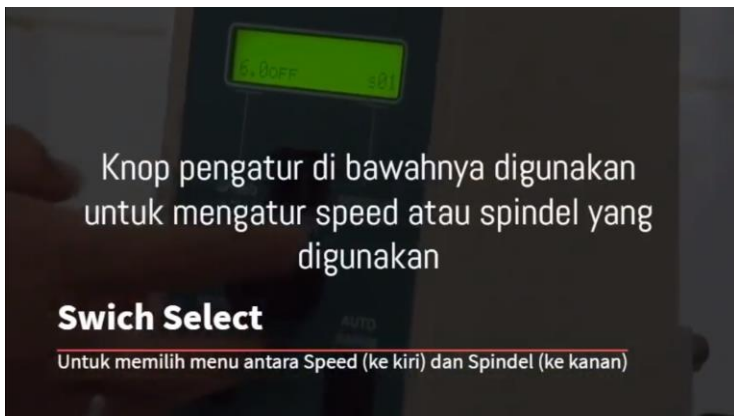 6.0OFF s01
Knop pengatur di bawahnya digunakan
untuk mengatur speed atau spindel yang
digunakan
Swich Select
AUTO
Untuk memilih menu antara Speed (ke kiri) dan Spindel (ke kanan)